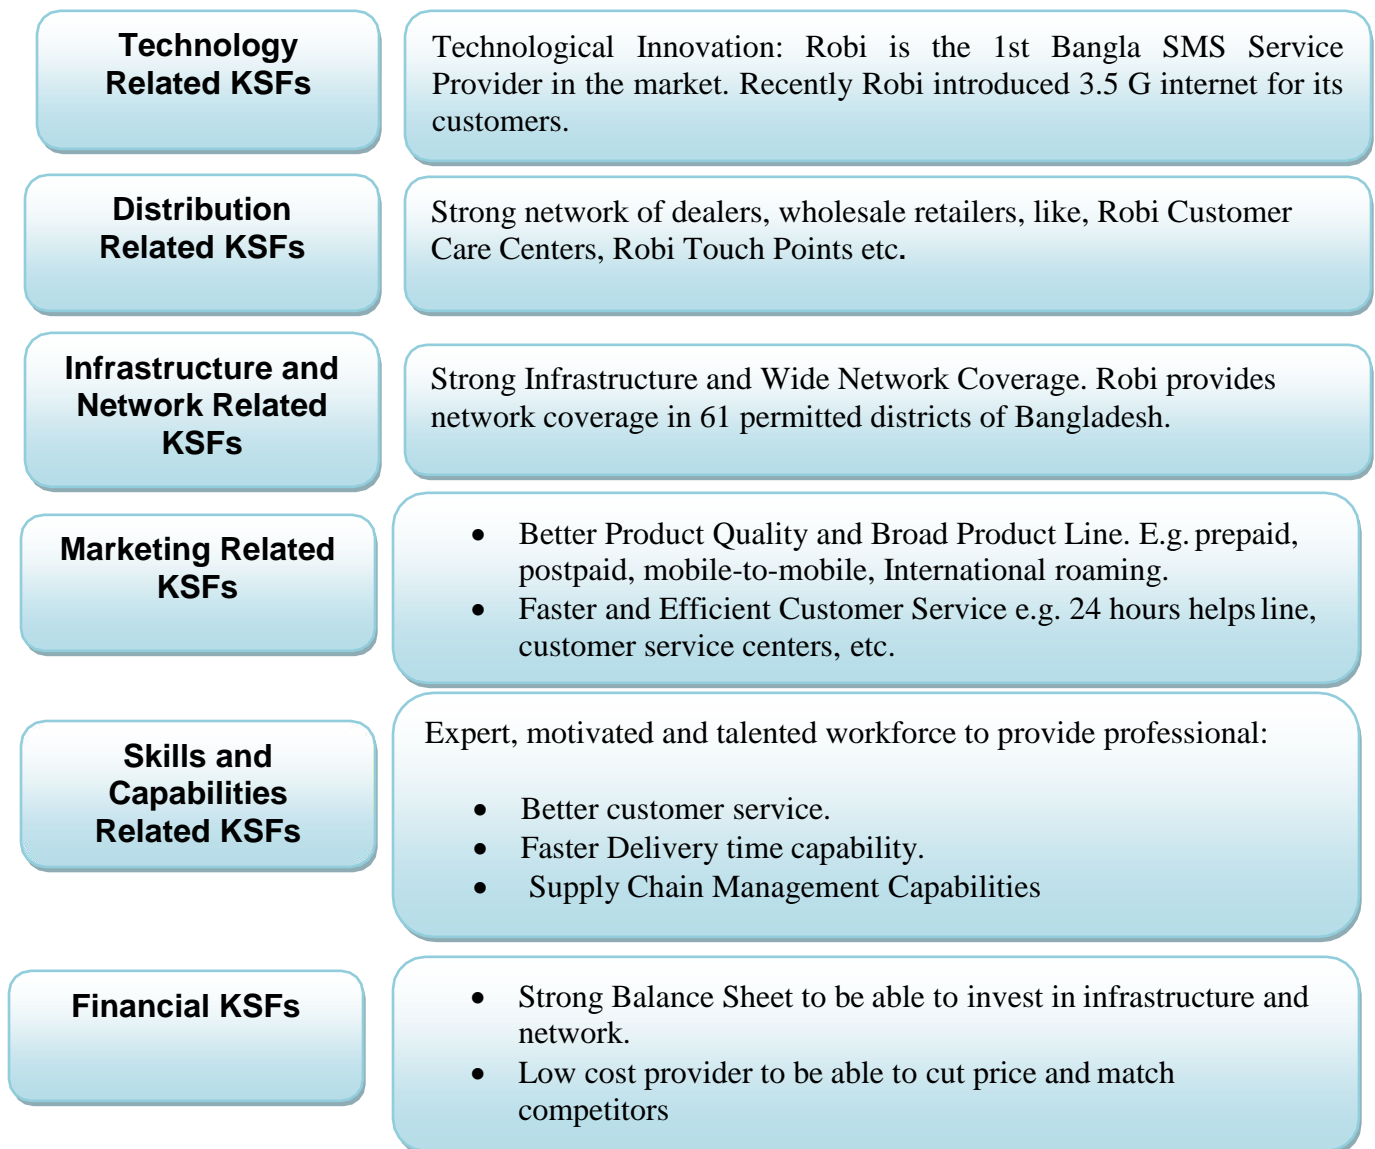 Technology
Related KSFs
Technological Innovation: Robi is the 1st Bangla SMS Service
Provider in the market. Recently Robi introduced 3.5 G internet for its
customers.
Distribution
Related KSFs
Strong network of dealers, wholesale retailers, like, Robi Customer
Care Centers, Robi Touch Points etc.
Infrastructure and
Network Related
KSFs
Strong Infrastructure and Wide Network Coverage. Robi provides
network coverage in 61 permitted districts of Bangladesh.
Marketing Related
KSFs
• Better Product Quality and Broad Product Line. E.g. prepaid,
postpaid, mobile-to-mobile, International roaming.
• Faster and Efficient Customer Service e.g. 24 hours helps line,
customer service centers, etc.
Skills and
Capabilities
Related KSFs
Expert, motivated and talented workforce to provide professional:
• Better customer service.
• Faster Delivery time capability.
• Supply Chain Management Capabilities
Financial KSFs
• Strong Balance Sheet to be able to invest in infrastructure and
network.
• Low cost provider to be able to cut price and match
competitors